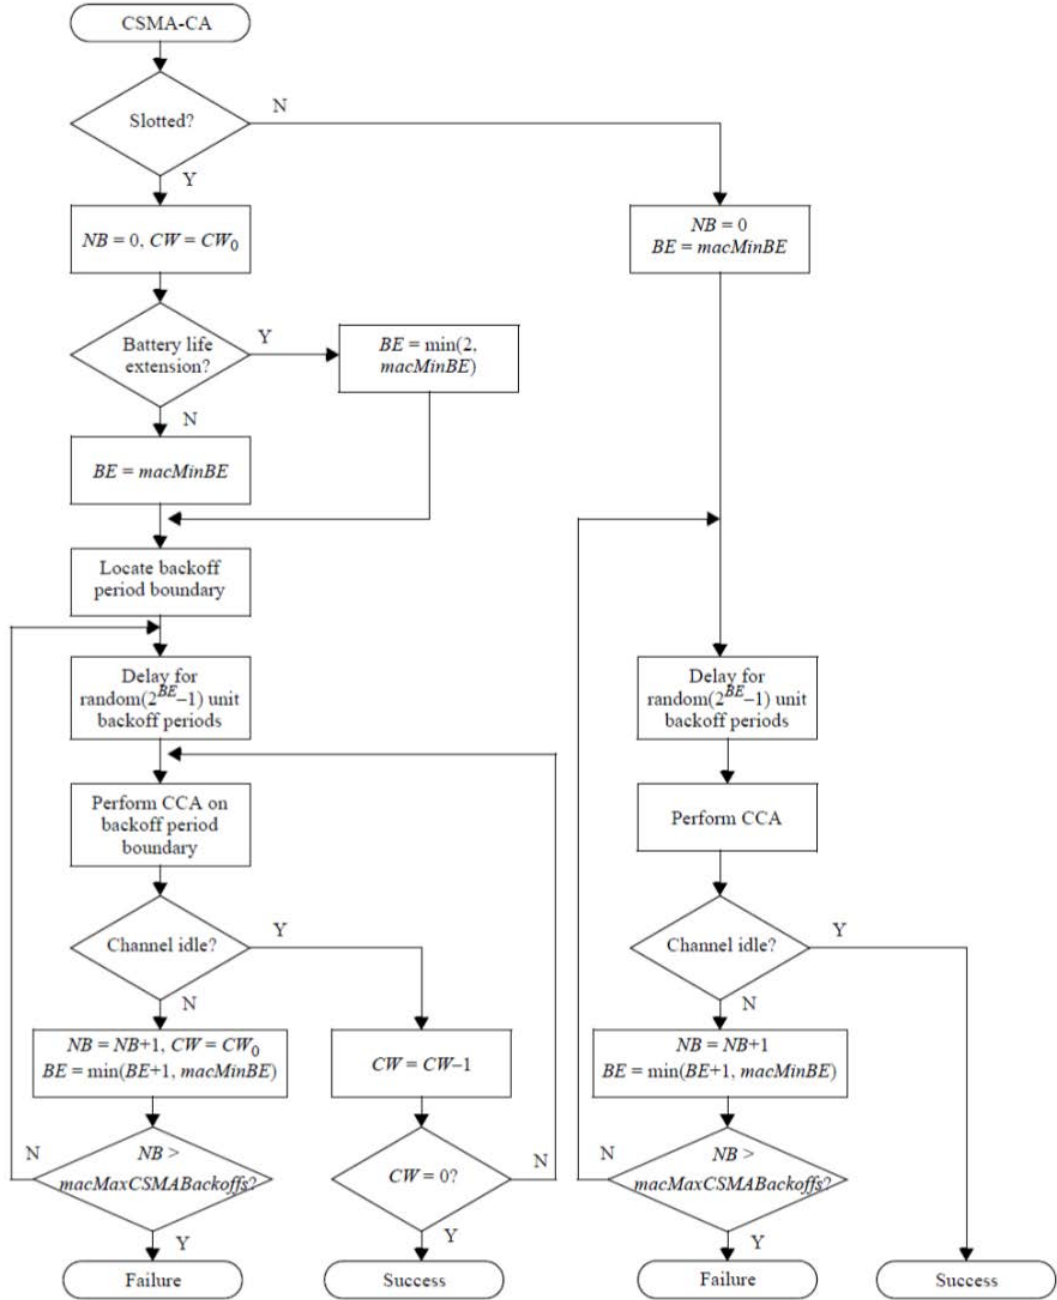 CSMA-CA
Slotted?
N
Y
NB = 0, CW = CW0
NB = 0
BE = macMinBE
Battery life
extension?
Y
BE = min(2,
macMinBE)
N
BE = macMinBE
Locate backoff
period boundary
Delay for
random(2^BE–1) unit
backoff periods
Delay for
random(2^BE–1) unit
backoff periods
Perform CCA on
backoff period
boundary
Perform CCA
Channel idle?
Y
N
Channel idle?
Y
N
NB = NB+1, CW = CW0
BE = min(BE+1, macMinBE)
CW = CW–1
NB = NB+1
BE = min(BE+1, macMinBE)
N
NB >
macMaxCSMABackoffs?
Y
CW = 0?
N
Y
N
NB >
macMaxCSMABackoffs?
Y
Failure
Success
Failure
Success